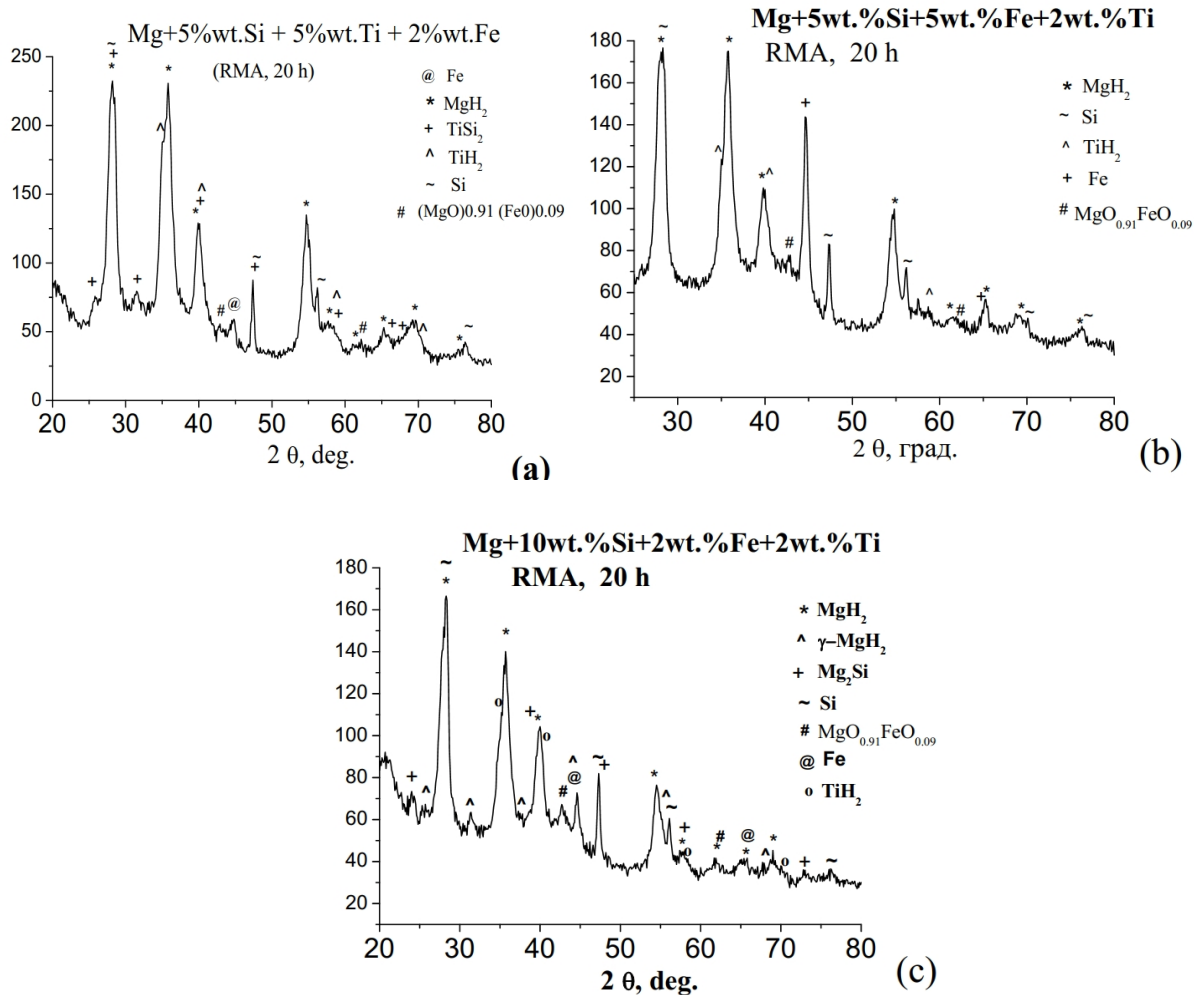 Mg+5%wt.Si + 5%wt.Ti + 2%wt.Fe
(RMA, 20 h)
@ Fe
* MgH2
+ TiSi2
^ TiH2
~ Si
# (MgO)0.91 (Fe0)0.09
250
200
150
100
50
0
~
+
*
^
*
^
+
*
+
+
#
@
~
+
*
~
^
*
+
*
#
*
+
+
*
^
*
~
20 30 40 50 60 70 80
2 θ, deg.
(a)
Mg+5wt.%Si+5wt.%Fe+2wt.%Ti
RMA, 20 h
* MgH2
~ Si
^ TiH2
+ Fe
# MgO0.91FeO0.09
180
160
140
120
100
80
60
40
20
~
*
*
^
*^
#
+
~
*
~
^
*
#
+
*
*
~
*~
30 40 50 60 70 80
2 θ, град.
(b)
Mg+10wt.%Si+2wt.%Fe+2wt.%Ti
RMA, 20 h
* MgH2
^ γ−MgH2
+ Mg2Si
~ Si
# MgO0.91FeO0.09
@ Fe
o TiH2
180
160
140
120
100
80
60
40
20
~
*
*
o
+
*
o
+
^
^
^
#
^
@
~
+
*
^
~
+
*
o
#
*
@
*
^
*
o
+
~
20 30 40 50 60 70 80
2 θ, deg.
(c)